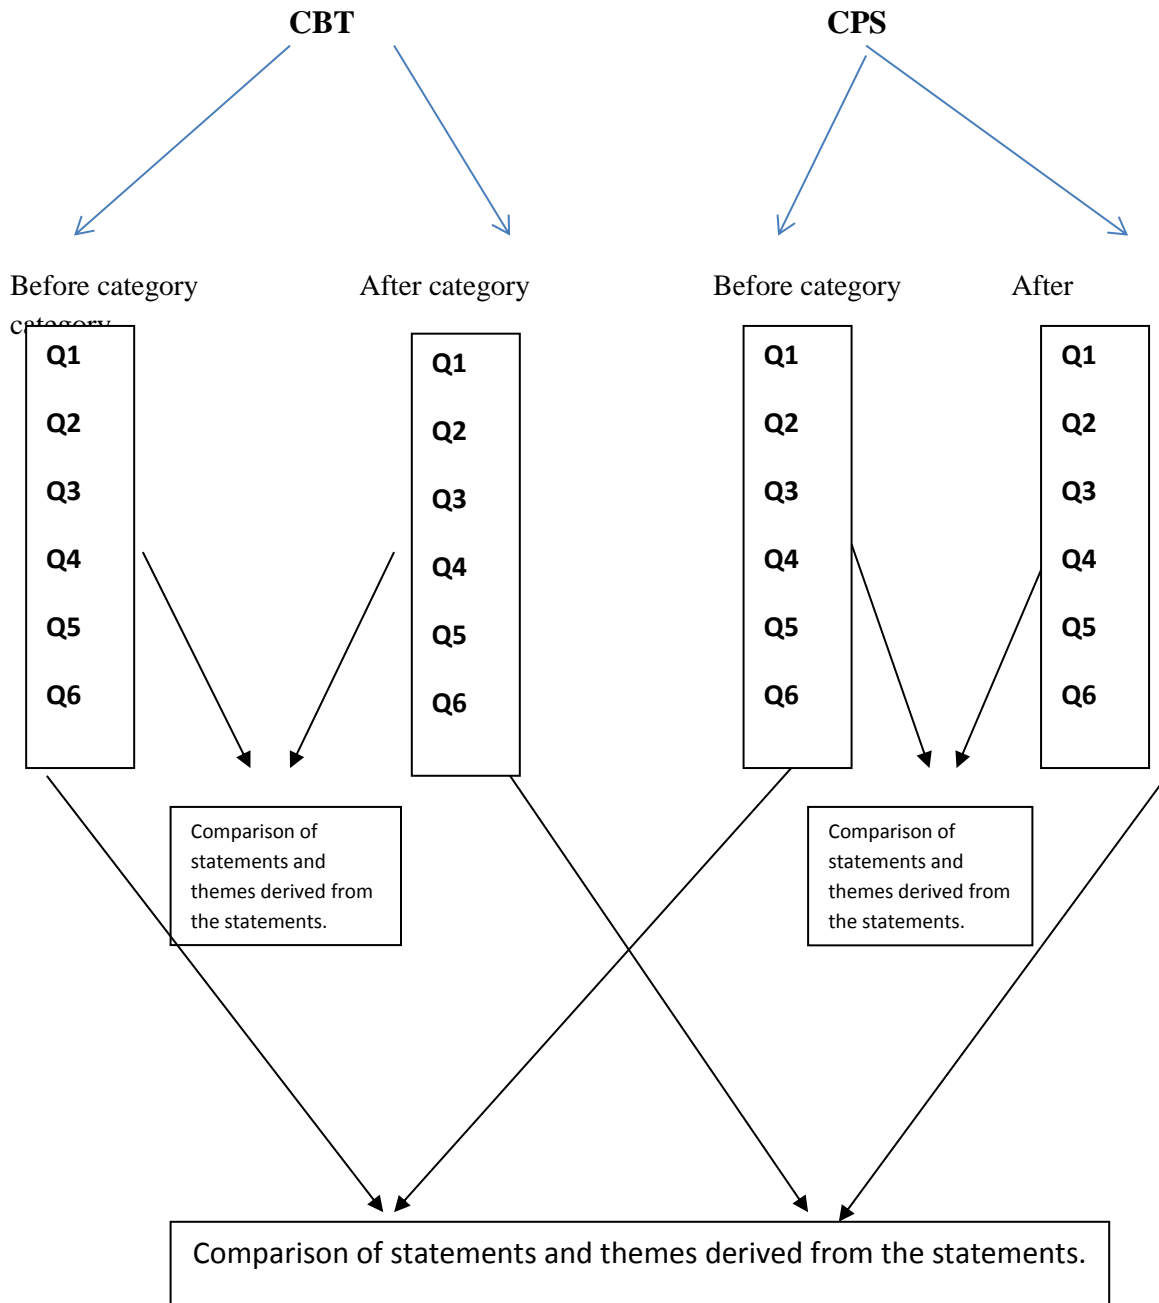 CBT CPS
Before category After category Before category After
category
Q1
Q2
Q3
Q4
Q5
Q6
Q1
Q2
Q3
Q4
Q5
Q6
Q1
Q2
Q3
Q4
Q5
Q6
Q1
Q2
Q3
Q4
Q5
Q6
Comparison of
statements and
themes derived from
the statements.
Comparison of
statements and
themes derived from
the statements.
Comparison of statements and themes derived from the statements.